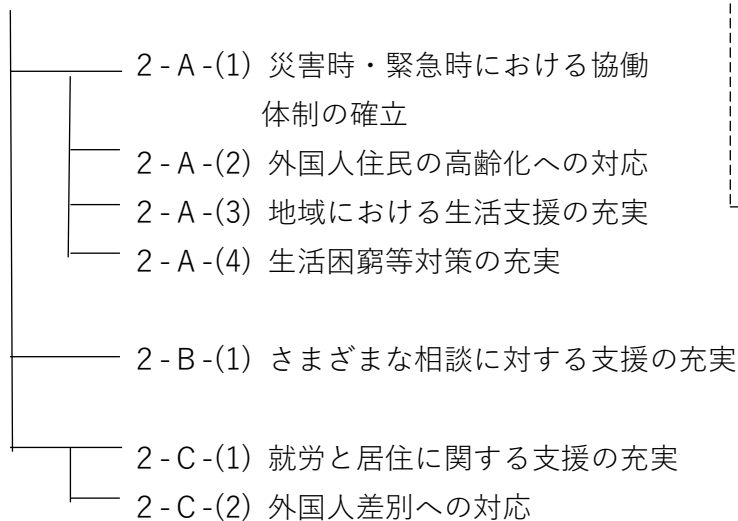 2-A-(1) 災害時・緊急時における協働
体制の確立
2-A-(2) 外国人住民の高齢化への対応
2-A-(3) 地域における生活支援の充実
2-A-(4) 生活困窮等対策の充実
2-B-(1) さまざまな相談に対する支援の充実
2-C-(1) 就労と居住に関する支援の充実
2-C-(2) 外国人差別への対応